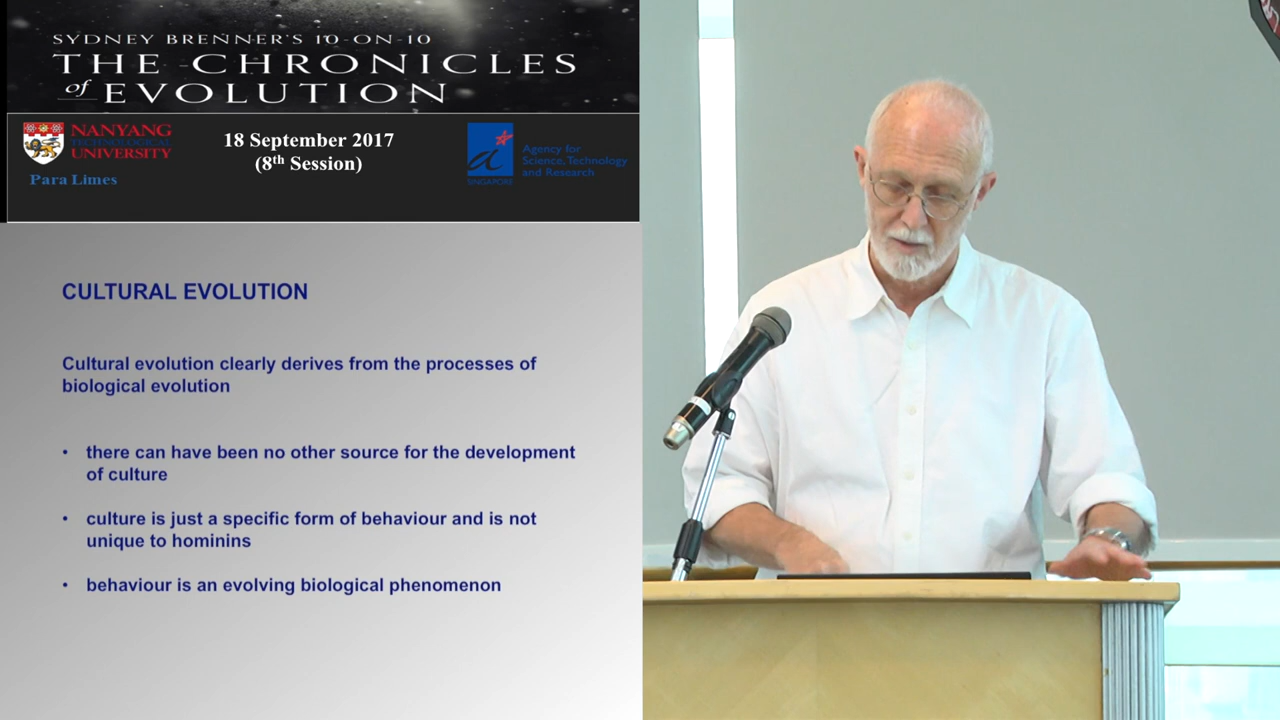 SYDNEY BRENNER'S 10-ON-10
THE CHRONICLES
of EVOLUTION
NANYANG
TECHNOLOGICAL
UNIVERSITY
Para Limes
18 September 2017
(8th Session)
a
SINGAPORE
Agency for
Science, Technology
and Research
CULTURAL EVOLUTION
Cultural evolution clearly derives from the processes of
biological evolution
• there can have been no other source for the development
of culture
• culture is just a specific form of behaviour and is not
unique to hominins
• behaviour is an evolving biological phenomenon